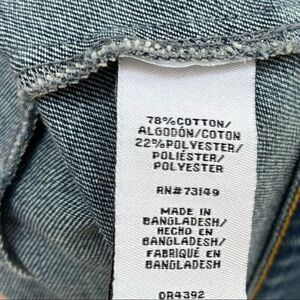 78%COTTON/
ALGODÓN/COTON
22%POLYESTER/
POLIÉSTER/
POLYESTER
RN#73149
MADE IN
BANGLADESH/
HECHO EN
BANGLADESH/
FABRIQUÉ EN
BANGLADESH
DR4392